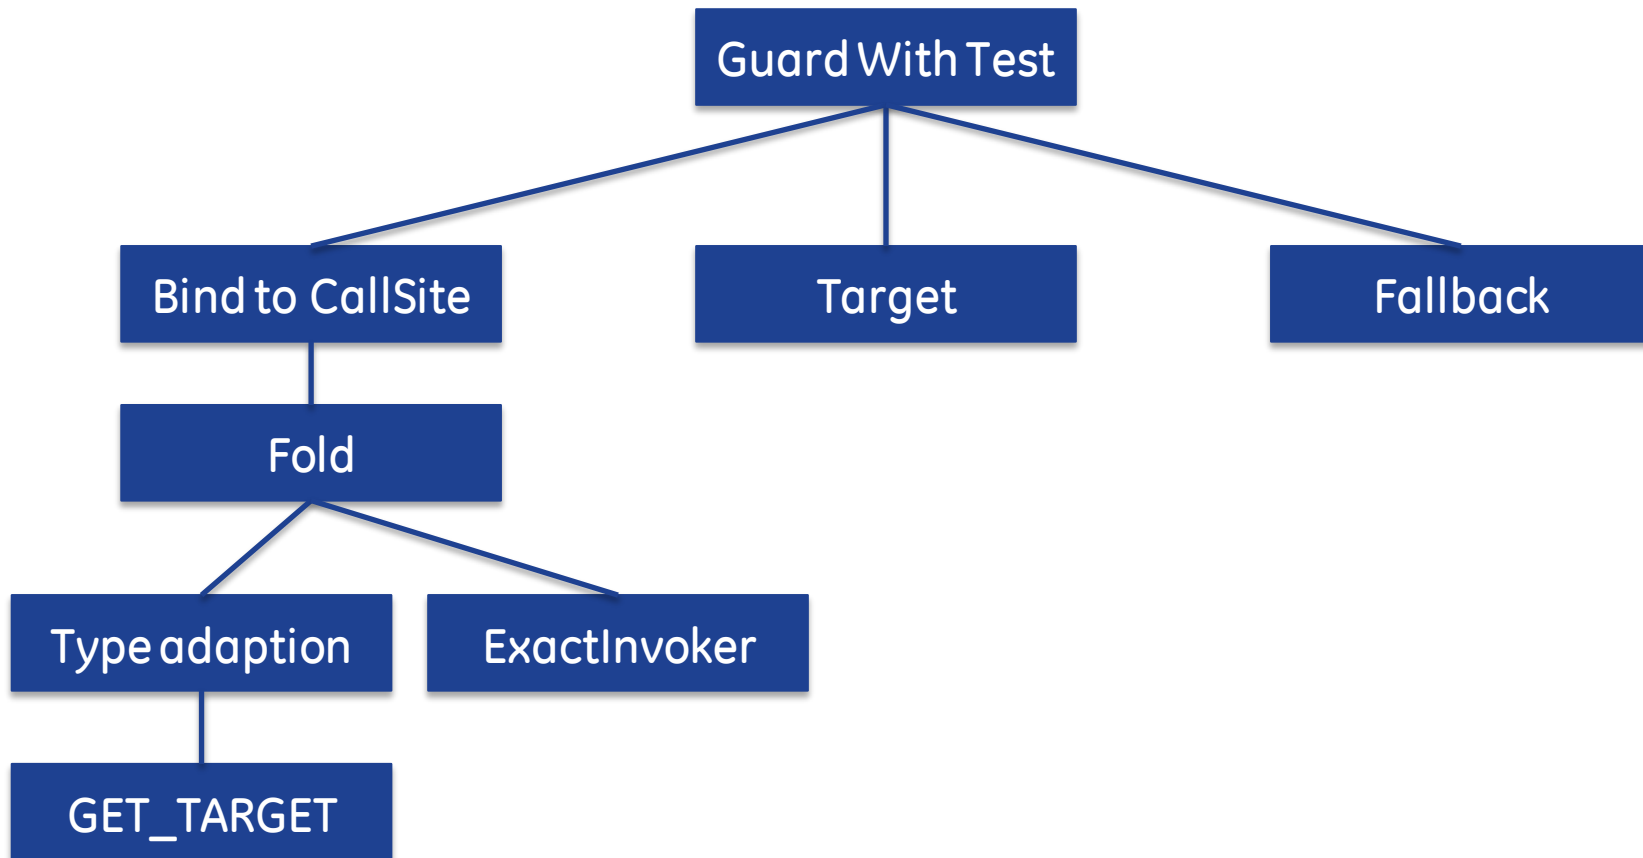 Guard With Test
Bind to CallSite
Target
Fallback
Fold
Type adaption
ExactInvoker
GET_TARGET